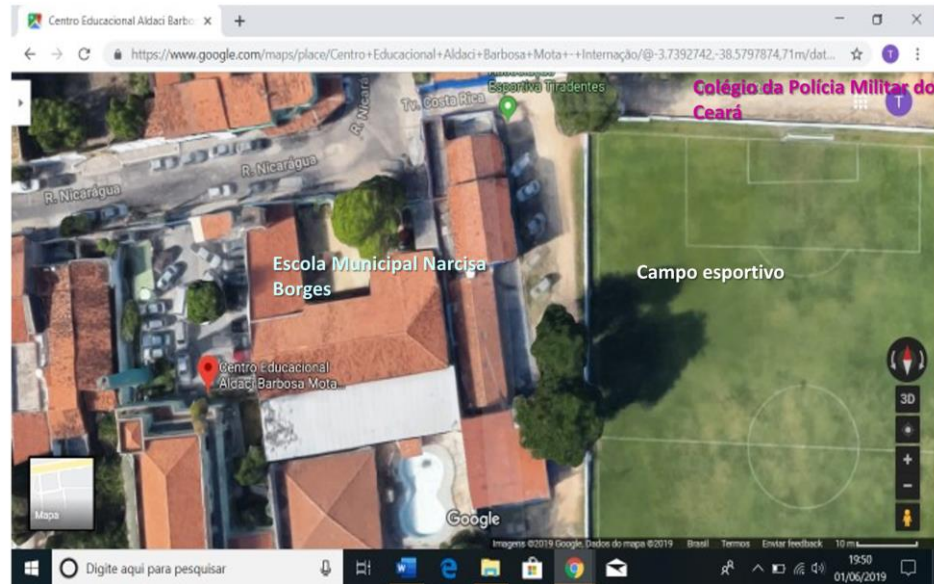 Centro Educacional Aldaci Barbo
https://www.google.com/maps/place/Centro+Educacional+Aldaci+Barbosa+Mota+-+Internação/@-3.7392742,-38.5797874,71m/dat...
T
Esportiva Tiradentes
Colégio da Polícia Militar do
Ceará
T
Tv. Costa Rica
R. Nicará
R. Nicarágua
R. Nicarágua
Escola Municipal Narcisa
Borges
Campo esportivo
Centro Educacional
Aldaci Barbosa Mota...
3D
Mapa
Google
Imagens ©2019 Google, Dados do mapa ©2019 Brasil Termos Enviar feedback 10 m
Digite aqui para pesquisar
19:50
01/06/2019